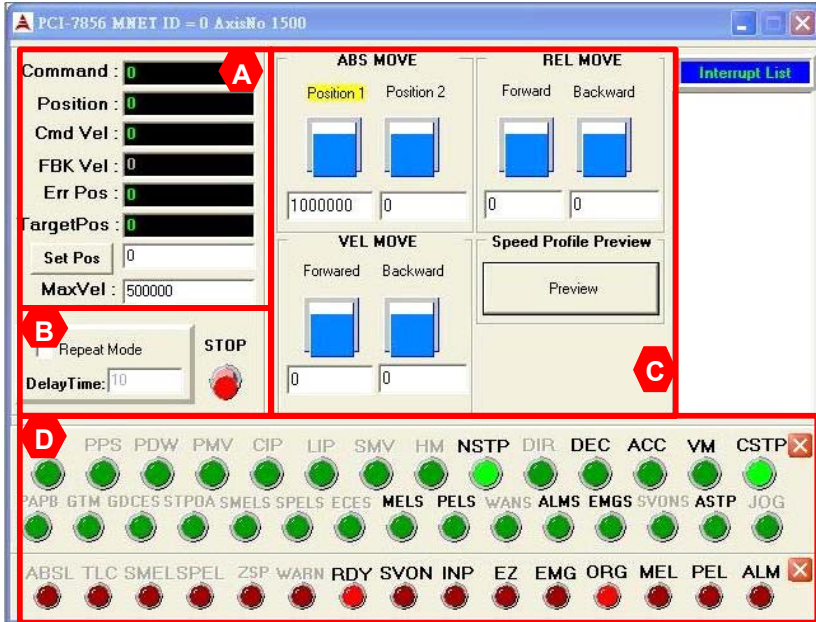 PCI-7856 MNET ID = 0 AxisNo 1500
A
Command : 0
Position : 0
Cmd Vel : 0
FBK Vel : 0
Err Pos : 0
TargetPos : 0
Set Pos 0
MaxVel : 500000
B
Repeat Mode
DelayTime: 10
STOP
ABS MOVE
Position 1 Position 2
1000000 0
REL MOVE
Forward Backward
0 0
VEL MOVE
Forwared Backward
0 0
Speed Profile Preview
Preview
C
Interrupt List
D
PPS PDW PMV CIP LIP SMV HM NSTP DIR DEC ACC VM CSTP
PAPB GTM GDCES STPOA SMELS SPELS ECES MELS PELS WANS ALMS EMGS SVONS ASTP JOG
ABSL TLC SMEL SPEL ZSP WARN RDY SVON INP EZ EMG ORG MEL PEL ALM